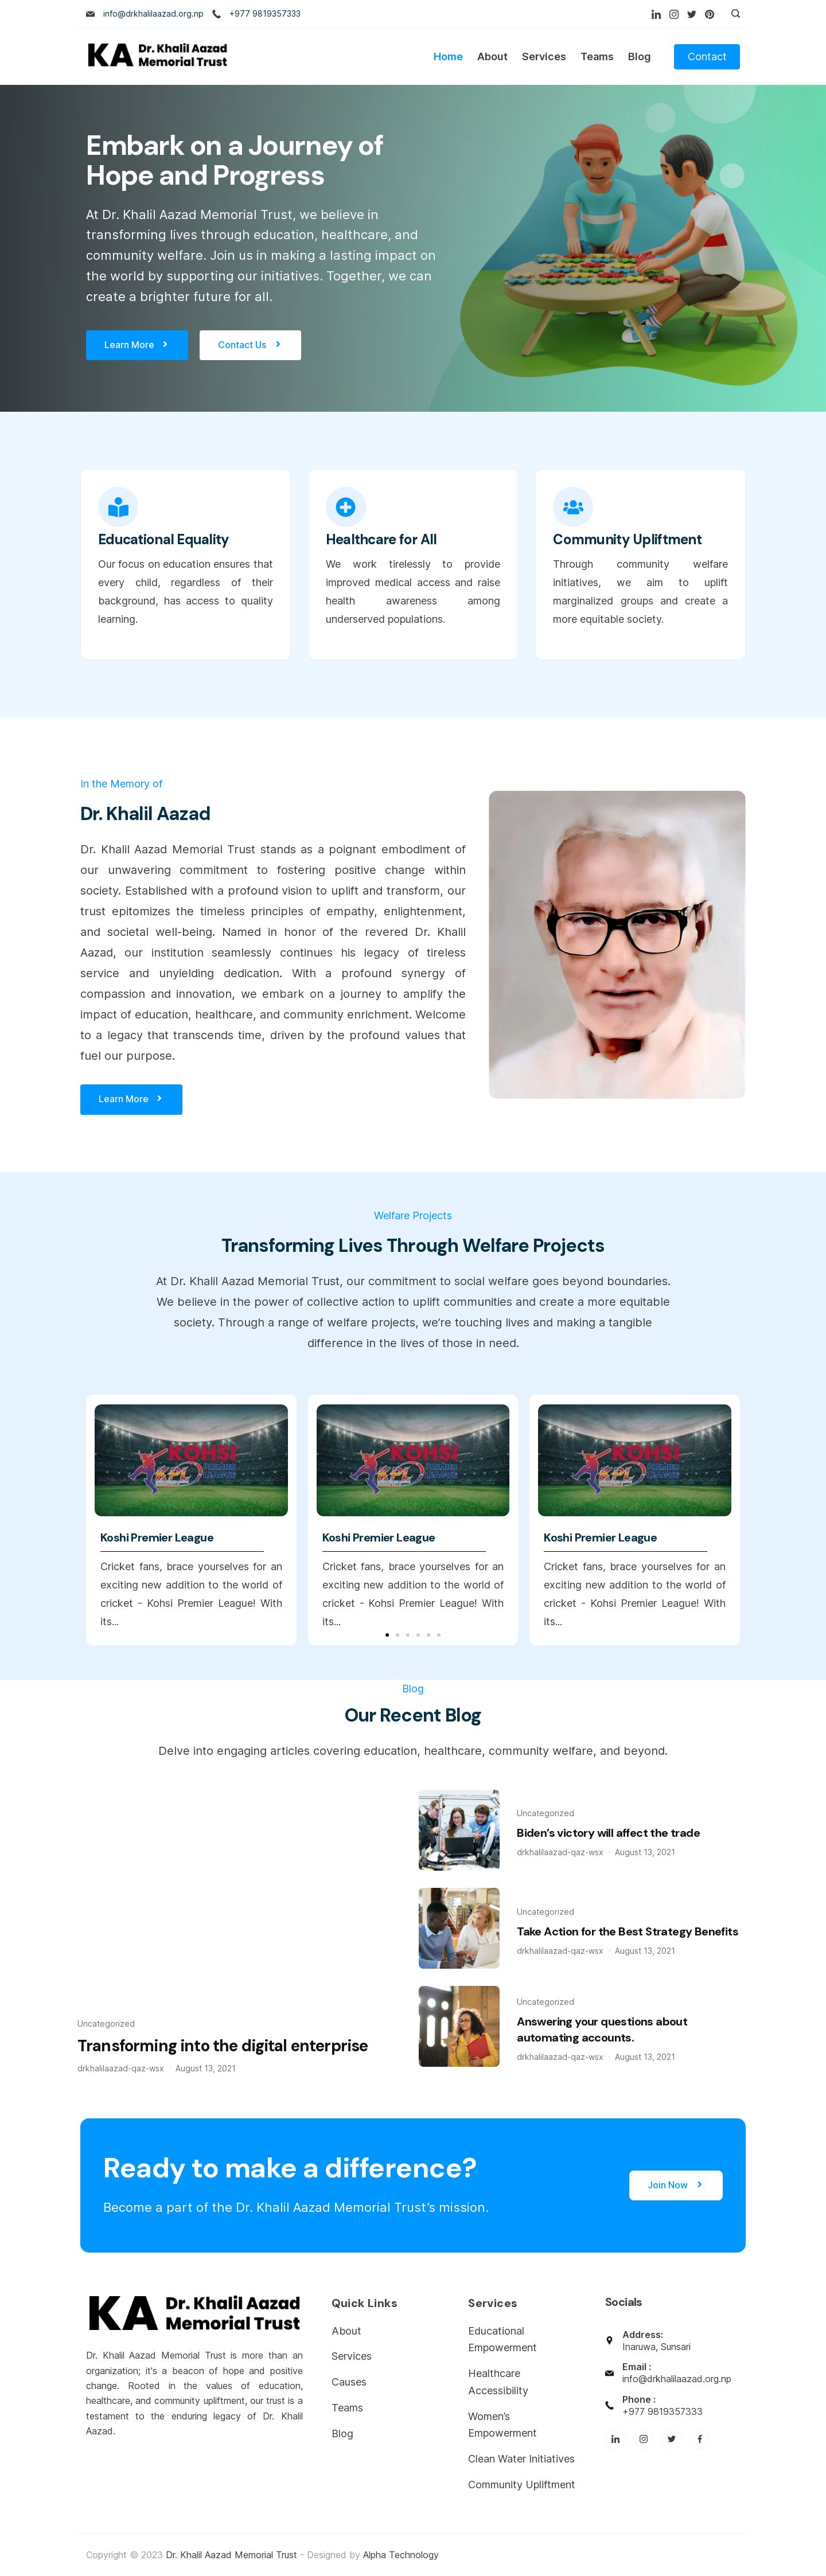 info@drkhalilaazad.org.np +977 9819357333
KA Dr. Khalil Aazad
Memorial Trust
Home About Services Teams Blog Contact
Embark on a Journey of
Hope and Progress
At Dr. Khalil Aazad Memorial Trust, we believe in
transforming lives through education, healthcare, and
community welfare. Join us in making a lasting impact on
the world by supporting our initiatives. Together, we can
create a brighter future for all.
Learn More Contact Us
Educational Equality
Our focus on education ensures that
every child, regardless of their
background, has access to quality
learning.
Healthcare for All
We work tirelessly to provide
improved medical access and raise
health awareness among
underserved populations.
Community Upliftment
Through community welfare
initiatives, we aim to uplift
marginalized groups and create a
more equitable society.
In the Memory of
Dr. Khalil Aazad
Dr. Khalil Aazad Memorial Trust stands as a poignant embodiment of
our unwavering commitment to fostering positive change within
society. Established with a profound vision to uplift and transform, our
trust epitomizes the timeless principles of empathy, enlightenment,
and societal well-being. Named in honor of the revered Dr. Khalil
Aazad, our institution seamlessly continues his legacy of tireless
service and unyielding dedication. With a profound synergy of
compassion and innovation, we embark on a journey to amplify the
impact of education, healthcare, and community enrichment. Welcome
to a legacy that transcends time, driven by the profound values that
fuel our purpose.
Learn More
Welfare Projects
Transforming Lives Through Welfare Projects
At Dr. Khalil Aazad Memorial Trust, our commitment to social welfare goes beyond boundaries.
We believe in the power of collective action to uplift communities and create a more equitable
society. Through a range of welfare projects, we're touching lives and making a tangible
difference in the lives of those in need.
KOHSI
KPL PREMIER
LEAGUE
Koshi Premier League
Cricket fans, brace yourselves for an
exciting new addition to the world of
cricket - Kohsi Premier League! With
its...
KOHSI
KPL PREMIER
LEAGUE
Koshi Premier League
Cricket fans, brace yourselves for an
exciting new addition to the world of
cricket - Kohsi Premier League! With
its...
KOHSI
KPL PREMIER
LEAGUE
Koshi Premier League
Cricket fans, brace yourselves for an
exciting new addition to the world of
cricket - Kohsi Premier League! With
its...
Blog
Our Recent Blog
Delve into engaging articles covering education, healthcare, community welfare, and beyond.
Uncategorized
Transforming into the digital enterprise
drkhalilaazad-qaz-wsx · August 13, 2021
Uncategorized
Biden's victory will affect the trade
drkhalilaazad-qaz-wsx · August 13, 2021
Uncategorized
Take Action for the Best Strategy Benefits
drkhalilaazad-qaz-wsx · August 13, 2021
Uncategorized
Answering your questions about
automating accounts.
drkhalilaazad-qaz-wsx · August 13, 2021
Ready to make a difference?
Become a part of the Dr. Khalil Aazad Memorial Trust's mission.
Join Now
KA Dr. Khalil Aazad
Memorial Trust
Dr. Khalil Aazad Memorial Trust is more than an
organization; it's a beacon of hope and positive
change. Rooted in the values of education,
healthcare, and community upliftment, our trust is a
testament to the enduring legacy of Dr. Khalil
Aazad.
Quick Links
About
Services
Causes
Teams
Blog
Services
Educational
Empowerment
Healthcare
Accessibility
Women's
Empowerment
Clean Water Initiatives
Community Upliftment
Socials
Address:
Inaruwa, Sunsari
Email :
info@drkhalilaazad.org.np
Phone :
+977 9819357333
Copyright © 2023 Dr. Khalil Aazad Memorial Trust - Designed by Alpha Technology